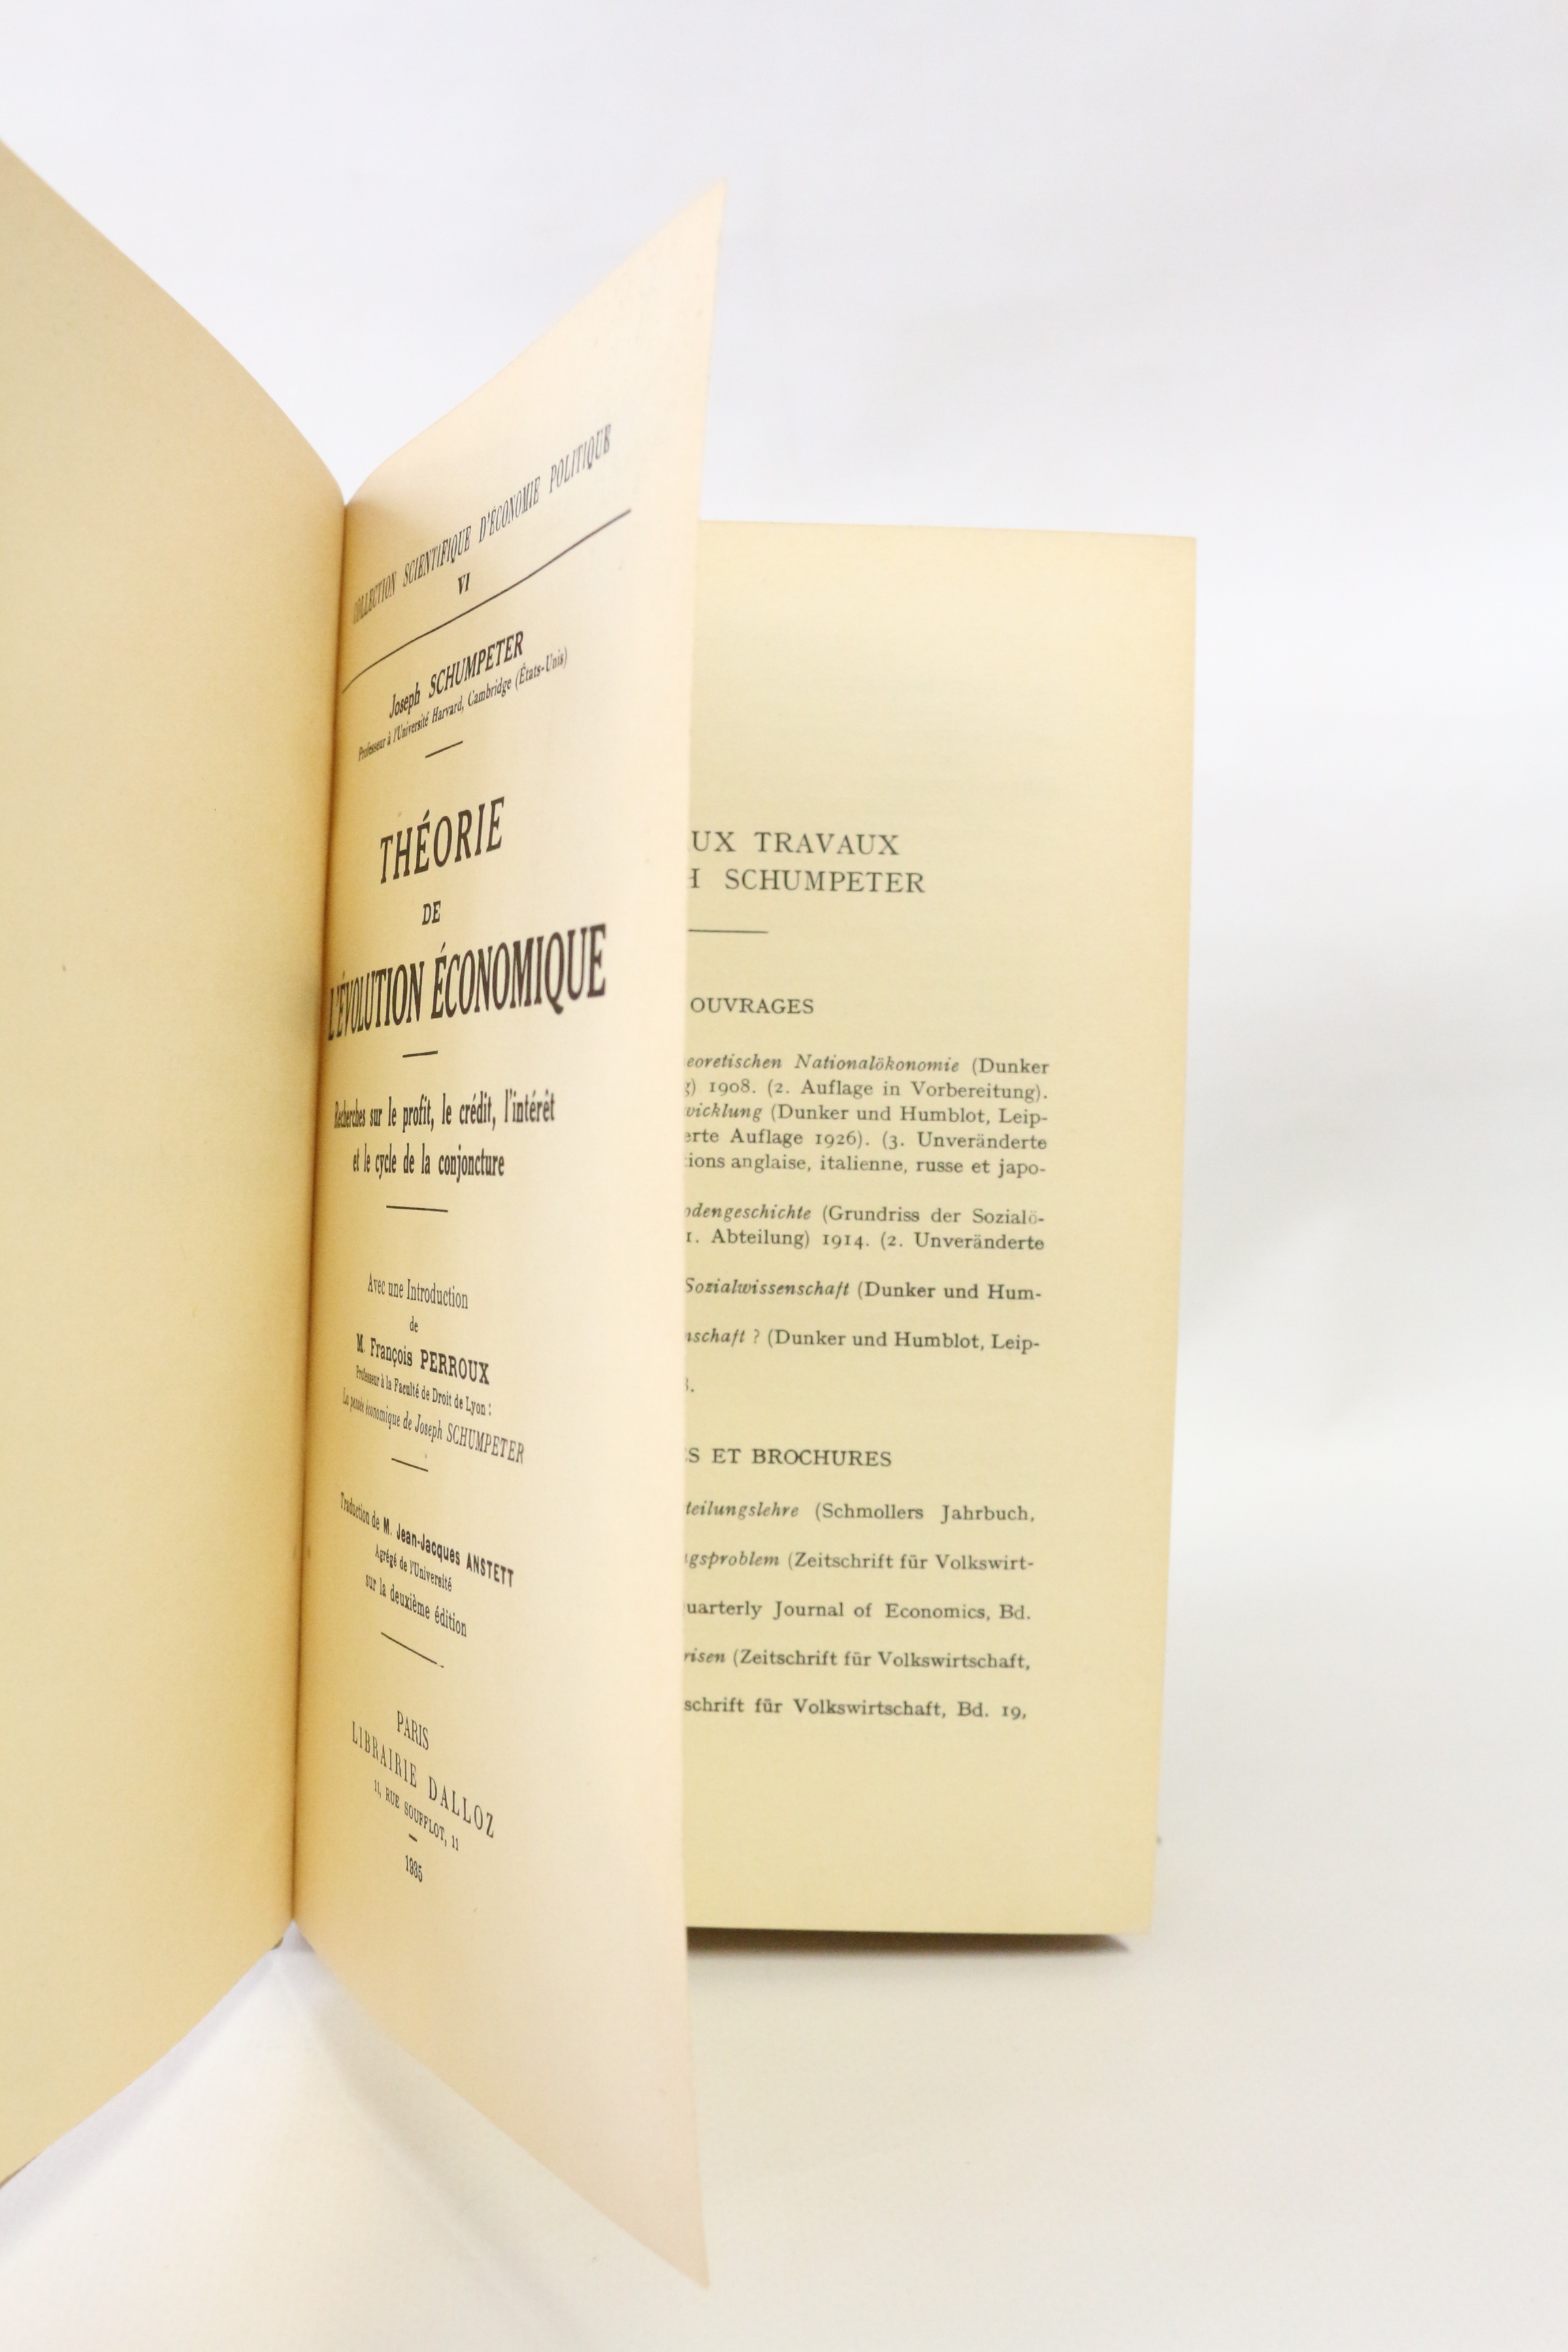 COLLECTION SCIENTIFIQUE D'ÉCONOMIE POLITIQUE
VI
Joseph SCHUMPETER
Professeur à l'Université Harvard, Cambridge (États-Unis)
THÉORIE
DE
L'ÉVOLUTION ÉCONOMIQUE
Recherches sur le profit, le crédit, l'intérêt
et le cycle de la conjoncture
Avec une Introduction
de
M. François PERROUX
Professeur à la Faculté de Droit de Lyon :
La pensée économique de Joseph SCHUMPETER
Traduction de M. Jean-Jacques ANSTETT
Agrégé de l'Université
sur la deuxième édition
PARIS
LIBRAIRIE DALLOZ
11, RUE SOUFFLOT, 11
1935
UX TRAVAUX
H SCHUMPETER
OUVRAGES
eoretischen Nationalökonomie (Dunker
g) 1908. (2. Auflage in Vorbereitung).
wicklung (Dunker und Humblot, Leip-
erte Auflage 1926). (3. Unveränderte
tions anglaise, italienne, russe et japo-
odengeschichte (Grundriss der Sozialö-
1. Abteilung) 1914. (2. Unveränderte
Sozialwissenschaft (Dunker und Hum-
nschaft ? (Dunker und Humblot, Leip-
3.
ES ET BROCHURES
teilungslehre (Schmollers Jahrbuch,
gsproblem (Zeitschrift für Volkswirt-
uarterly Journal of Economics, Bd.
risen (Zeitschrift für Volkswirtschaft,
schrift für Volkswirtschaft, Bd. 19,